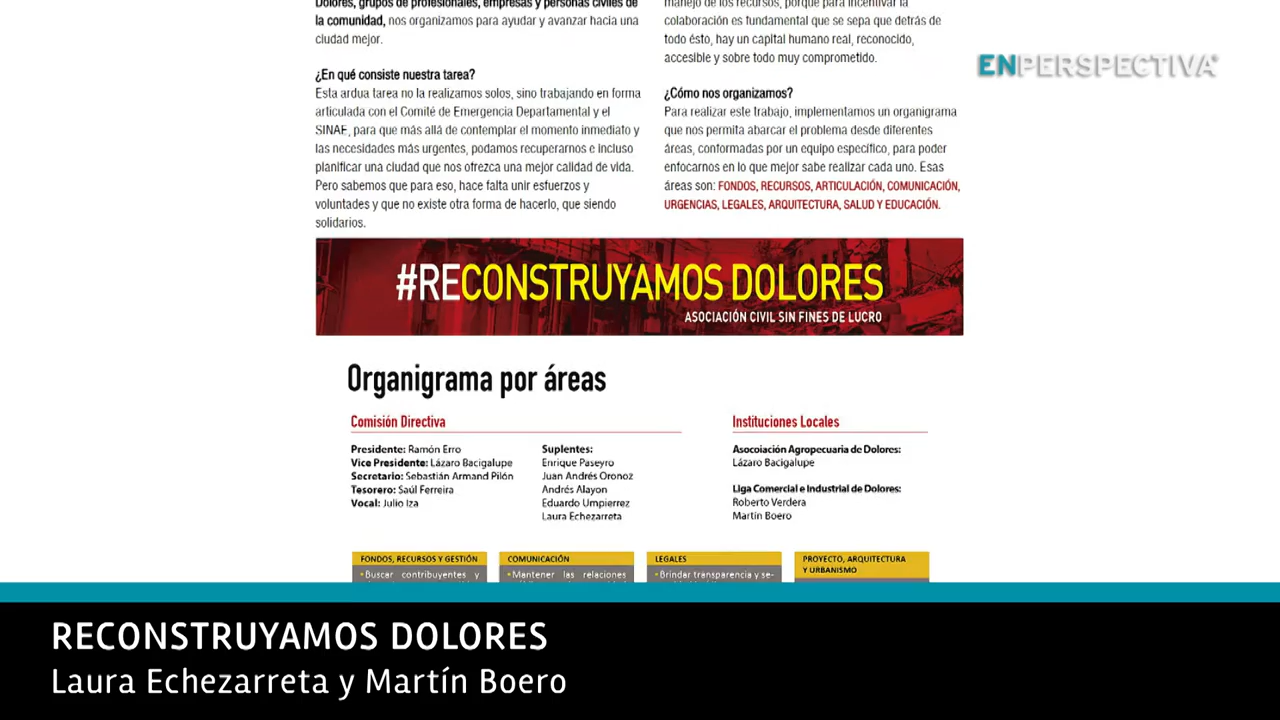 Dolores, grupos de profesionales, empresas y personas civiles de
la comunidad, nos organizamos para ayudar y avanzar hacia una
ciudad mejor.
¿En qué consiste nuestra tarea?
Esta ardua tarea no la realizamos solos, sino trabajando en forma
articulada con el Comité de Emergencia Departamental y el
SINAE, para que más allá de contemplar el momento inmediato y
las necesidades más urgentes, podamos recuperarnos e incluso
planificar una ciudad que nos ofrezca una mejor calidad de vida.
Pero sabemos que para eso, hace falta unir esfuerzos y
voluntades y que no existe otra forma de hacerlo, que siendo
solidarios.
manejo de los recursos, porque para incentivar la
colaboración es fundamental que se sepa que detrás de
todo ésto, hay un capital humano real, reconocido,
accesible y sobre todo muy comprometido.
¿Cómo nos organizamos?
Para realizar este trabajo, implementamos un organigrama
que nos permita abarcar el problema desde diferentes
áreas, conformadas por un equipo específico, para poder
enfocarnos en lo que mejor sabe realizar cada uno. Esas
áreas son: FONDOS, RECURSOS, ARTICULACIÓN, COMUNICACIÓN,
URGENCIAS, LEGALES, ARQUITECTURA, SALUD Y EDUCACIÓN.
ENPERSPECTIVA
#RECONSTRUYAMOS DOLORES
ASOCIACIÓN CIVIL SIN FINES DE LUCRO
Organigrama por áreas
Comisión Directiva
Presidente: Ramón Erro
Vice Presidente: Lázaro Bacigalupe
Secretario: Sebastián Armand Pilón
Tesorero: Saúl Ferreira
Vocal: Julio Iza
Suplentes:
Enrique Paseyro
Juan Andrés Oronoz
Andrés Alayon
Eduardo Umpierrez
Laura Echezarreta
Instituciones Locales
Asocoiación Agropecuaria de Dolores:
Lázaro Bacigalupe
Liga Comercial e Industrial de Dolores:
Roberto Verdera
Martín Boero
FONDOS, RECURSOS Y GESTIÓN
• Buscar contribuyentes y
COMUNICACIÓN
• Mantener las relaciones
LEGALES
• Brindar transparencia y se-
PROYECTO, ARQUITECTURA
Y URBANISMO
RECONSTRUYAMOS DOLORES
Laura Echezarreta y Martín Boero